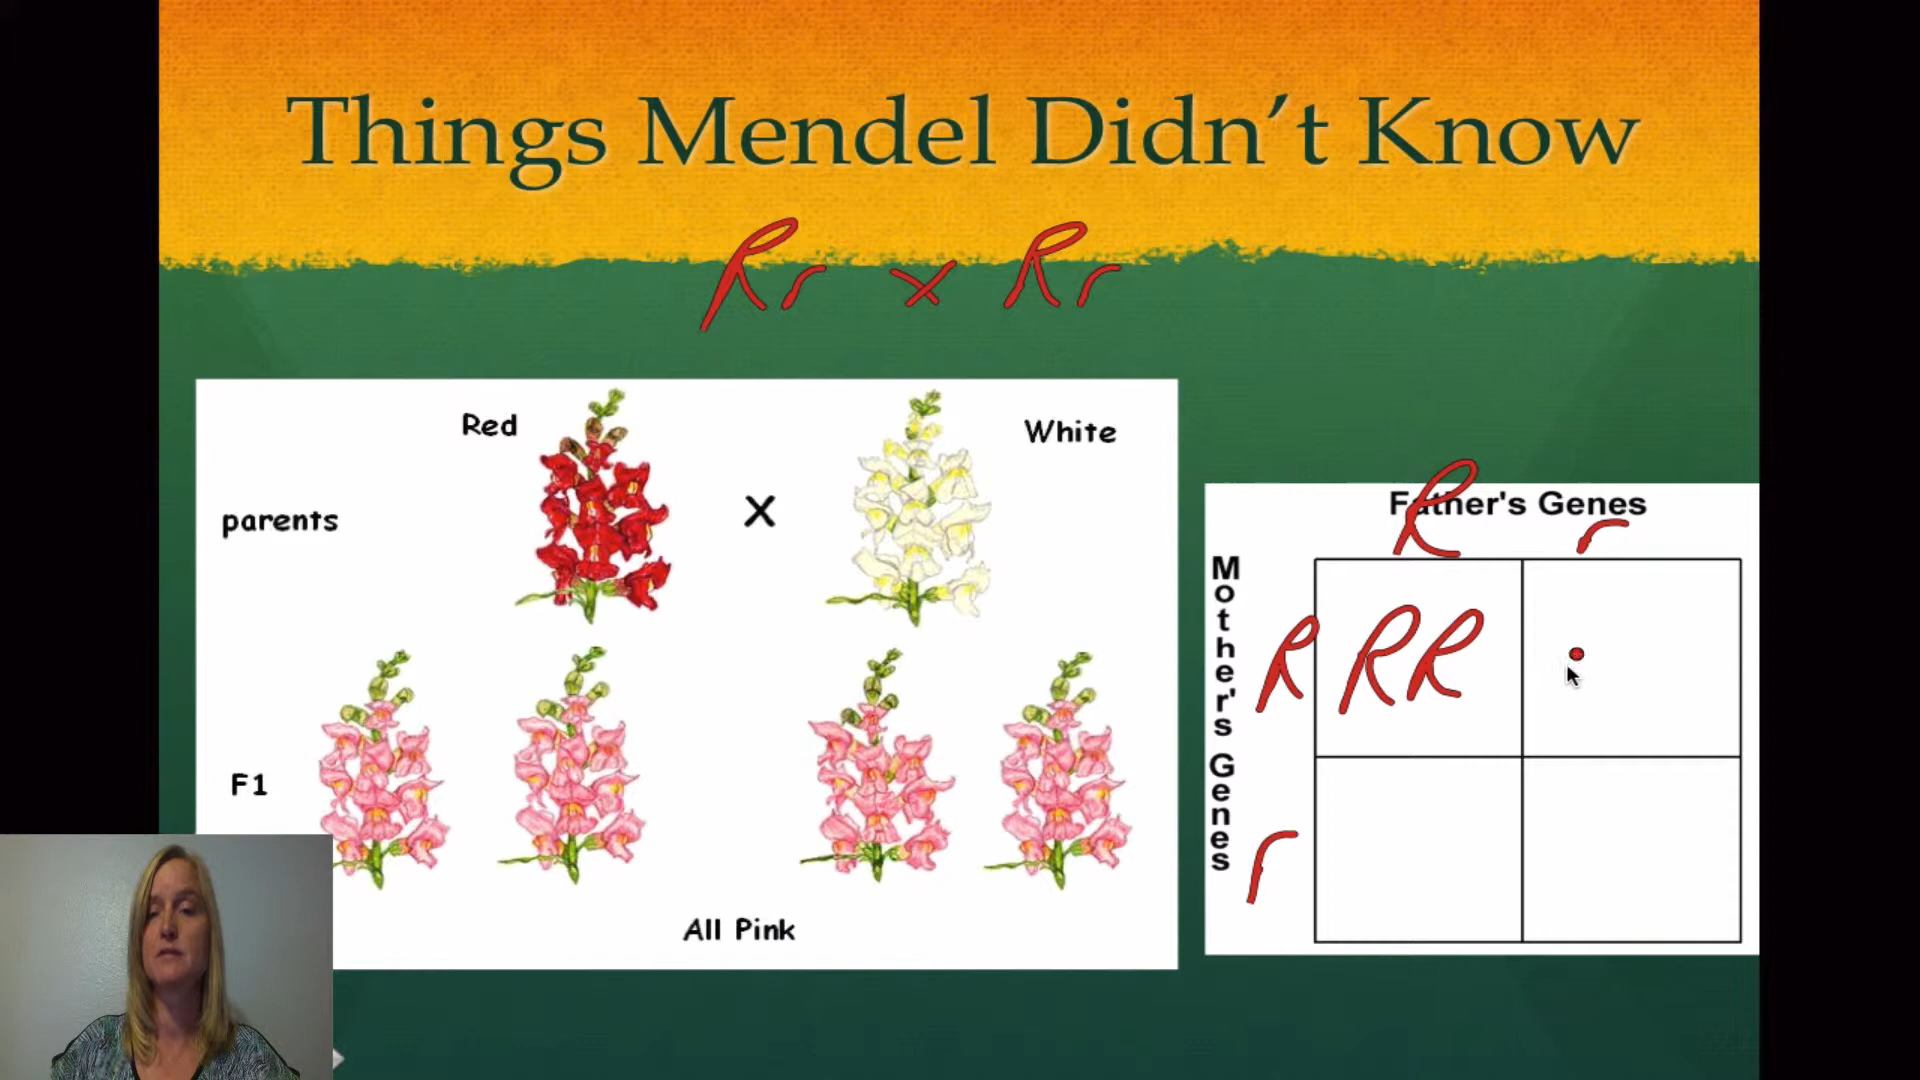 Things Mendel Didn't Know
Rr x Rr
Red
White
parents
X
F1
All Pink
Father's Genes
R r
Mother's Genes
R RR
r